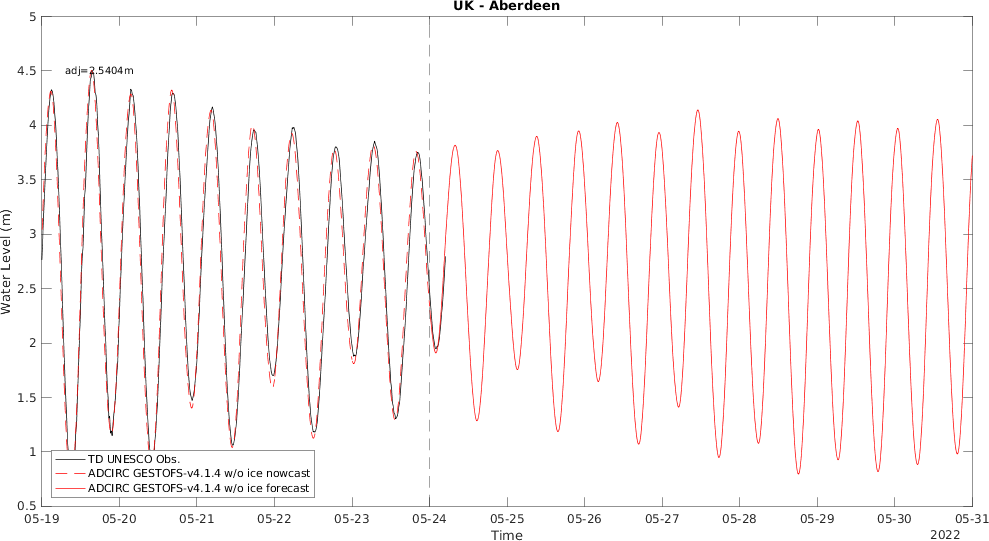 UK - Aberdeen
5
4.5
adj=2.5404m
4
3.5
3
2.5
2
1.5
1
0.5
Water Level (m)
TD UNESCO Obs.
ADCIRC GESTOFS-v4.1.4 w/o ice nowcast
ADCIRC GESTOFS-v4.1.4 w/o ice forecast
05-19 05-20 05-21 05-22 05-23 05-24 05-25 05-26 05-27 05-28 05-29 05-30 05-31
Time
2022